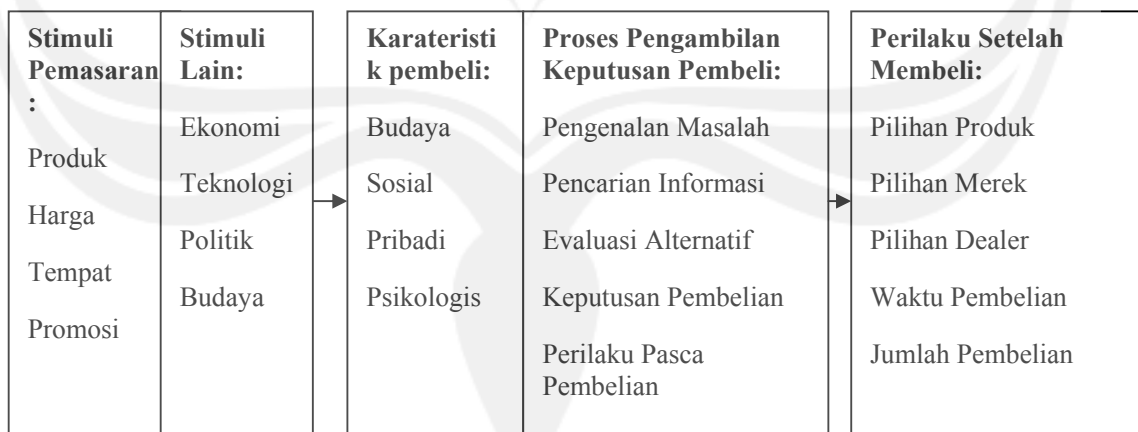 Stimuli
Pemasaran
:
Produk
Harga
Tempat
Promosi
Stimuli
Lain:
Ekonomi
Teknologi
Politik
Budaya
Karateristi
k pembeli:
Budaya
Sosial
Pribadi
Psikologis
Proses Pengambilan
Keputusan Pembeli:
Pengenalan Masalah
Pencarian Informasi
Evaluasi Alternatif
Keputusan Pembelian
Perilaku Pasca
Pembelian
Perilaku Setelah
Membeli:
Pilihan Produk
Pilihan Merek
Pilihan Dealer
Waktu Pembelian
Jumlah Pembelian